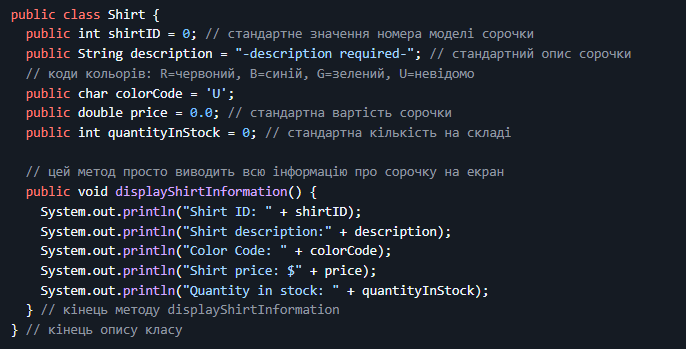 public class Shirt {
public int shirtID = 0; // стандартне значення номера моделі сорочки
public String description = "-description required-"; // стандартний опис сорочки
// коди кольорів: R=червоний, B=синій, G=зелений, U=невідомо
public char colorCode = 'U';
public double price = 0.0; // стандартна вартість сорочки
public int quantityInStock = 0; // стандартна кількість на складі
// цей метод просто виводить всю інформацію про сорочку на екран
public void displayShirtInformation() {
System.out.println("Shirt ID: " + shirtID);
System.out.println("Shirt description:" + description);
System.out.println("Color Code: " + colorCode);
System.out.println("Shirt price: $" + price);
System.out.println("Quantity in stock: " + quantityInStock);
} // кінець методу displayShirtInformation
} // кінець опису класу